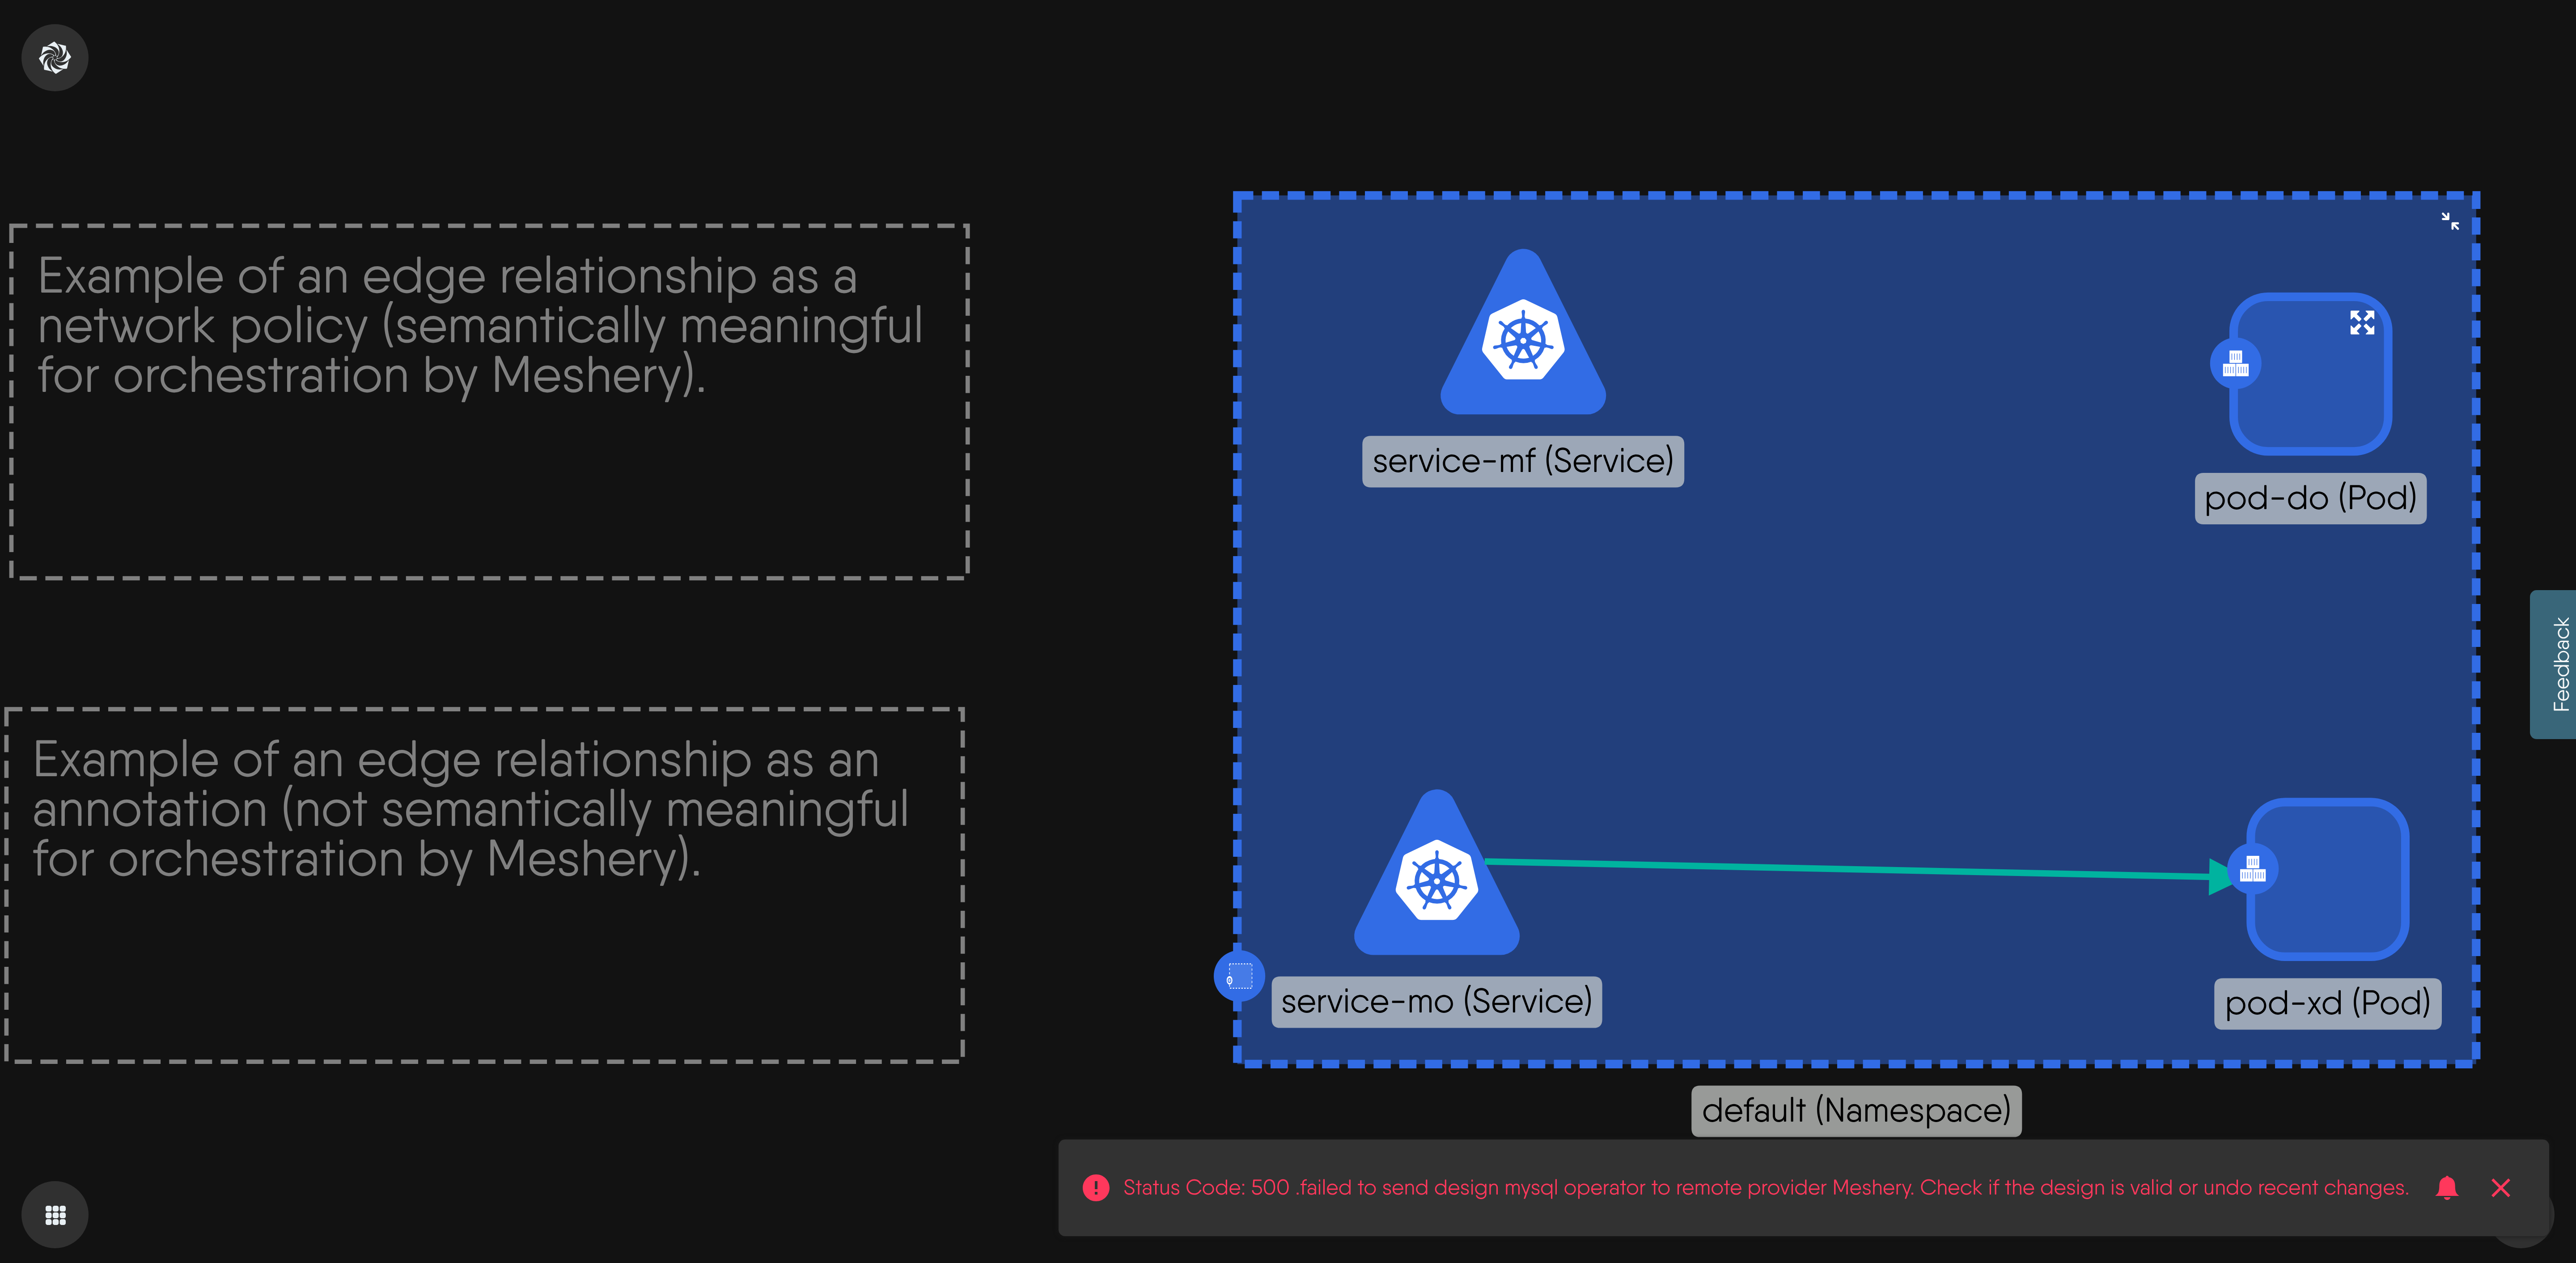 Example of an edge relationship as a
network policy (semantically meaningful
for orchestration by Meshery).
Example of an edge relationship as an
annotation (not semantically meaningful
for orchestration by Meshery).
service-mf (Service)
pod-do (Pod)
service-mo (Service)
pod-xd (Pod)
default (Namespace)
Feedback
Status Code: 500 .failed to send design mysql operator to remote provider Meshery. Check if the design is valid or undo recent changes.